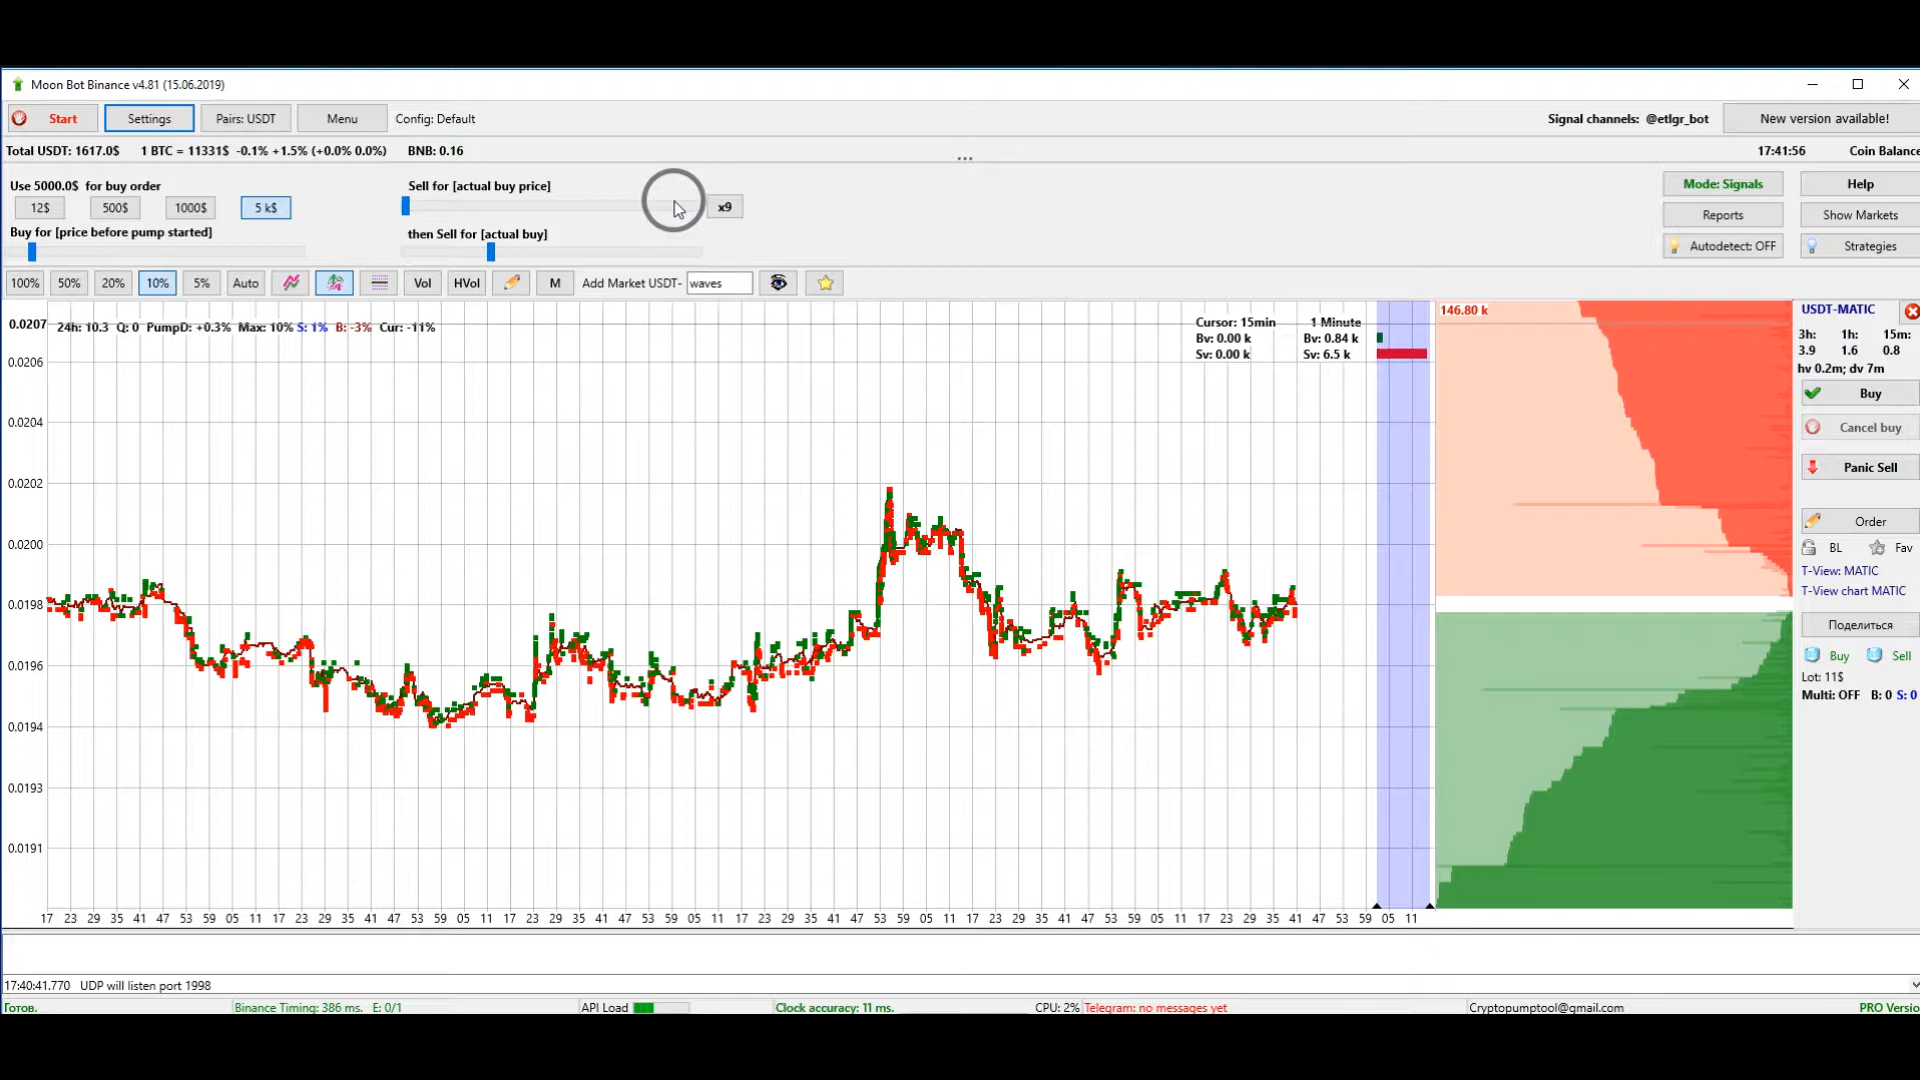 Moon Bot Binance v4.81 (15.06.2019)
Start Settings Pairs: USDT Menu Config: Default Signal channels: @etlgr_bot New version available!
Total USDT: 1617.0$ 1 BTC = 11331$ -0.1% +1.5% (+0.0% 0.0%) BNB: 0.16 ... 17:41:56 Coin Balance
Use 5000.0$ for buy order Sell for [actual buy price] Mode: Signals Help
12$ 500$ 1000$ 5 k$ x9 Reports Show Markets
Buy for [price before pump started] then Sell for [actual buy] Autodetect: OFF Strategies
100% 50% 20% 10% 5% Auto Vol HVol M Add Market USDT- waves
0.0207 24h: 10.3 Q: 0 PumpD: +0.3% Max: 10% S: 1% B: -3% Cur: -11%
Cursor: 15min 1 Minute
Bv: 0.00 k Bv: 0.84 k
Sv: 0.00 k Sv: 6.5 k
146.80 k
0.0206
0.0204
0.0202
0.0200
0.0198
0.0196
0.0194
0.0193
0.0191
17 23 29 35 41 47 53 59 05 11 17 23 29 35 41 47 53 59 05 11 17 23 29 35 41 47 53 59 05 11 17 23 29 35 41 47 53 59 05 11 17 23 29 35 41 47 53 59 05 11 17 23 29 35 41 47 53 59 05 11
USDT-MATIC
3h: 1h: 15m:
3.9 1.6 0.8
hv 0.2m; dv 7m
Buy
Cancel buy
Panic Sell
Order
BL Fav
T-View: MATIC
T-View chart MATIC
Поделиться
Buy Sell
Lot: 11$
Multi: OFF B: 0 S: 0
17:40:41.770 UDP will listen port 1998
Готов. Binance Timing: 386 ms. E: 0/1 API Load Clock accuracy: 11 ms. CPU: 2% Telegram: no messages yet Cryptopumptool@gmail.com PRO Versio